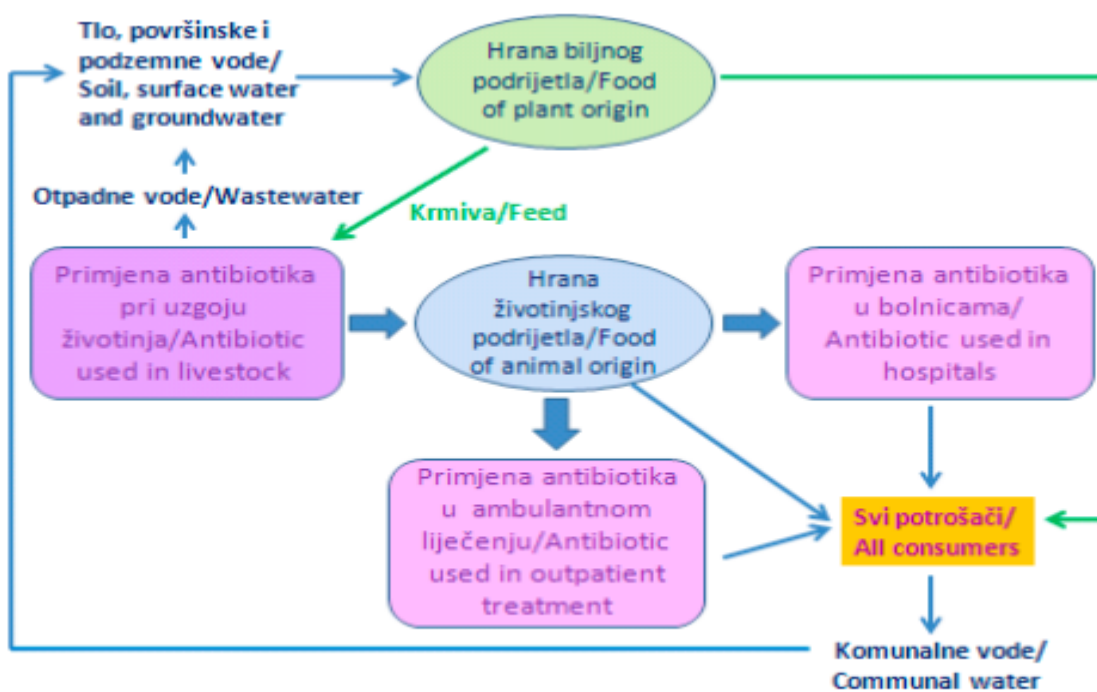 Tlo, površinske i
podzemne vode/
Soil, surface water
and groundwater
Hrana biljnog
podrijetla/Food
of plant origin
Otpadne vode/Wastewater
Krmiva/Feed
Primjena antibiotika
pri uzgoju
životinja/Antibiotic
used in livestock
Hrana
životinjskog
podrijetla/Food
of animal origin
Primjena antibiotika
u bolnicama/
Antibiotic used in
hospitals
Primjena antibiotika
u ambulantnom
liječenju/Antibiotic
used in outpatient
treatment
Svi potrošači/
All consumers
Komunalne vode/
Communal water